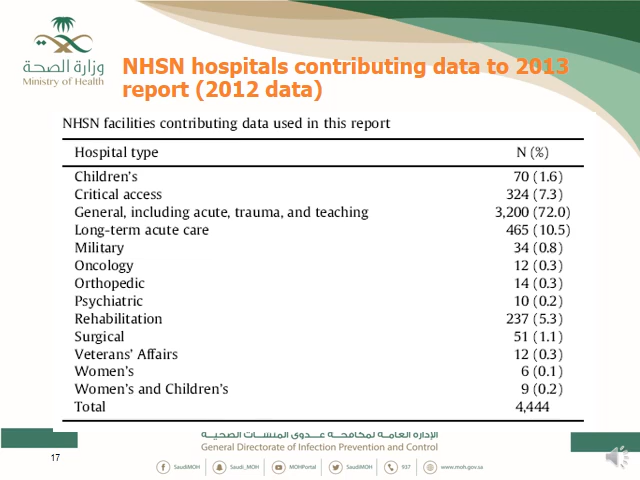 وزارة الصحة
Ministry of Health
NHSN hospitals contributing data to 2013
report (2012 data)
NHSN facilities contributing data used in this report
Hospital type N (%)
Children's 70 (1.6)
Critical access 324 (7.3)
General, including acute, trauma, and teaching 3,200 (72.0)
Long-term acute care 465 (10.5)
Military 34 (0.8)
Oncology 12 (0.3)
Orthopedic 14 (0.3)
Psychiatric 10 (0.2)
Rehabilitation 237 (5.3)
Surgical 51 (1.1)
Veterans' Affairs 12 (0.3)
Women's 6 (0.1)
Women's and Children's 9 (0.2)
Total 4,444
الإدارة العامة لمكافحة عدوى المنشآت الصحية
General Directorate of Infection Prevention and Control
17
SaudiMOH Saudi_MOH MOHPortal SaudiMOH 937 www.moh.gov.sa